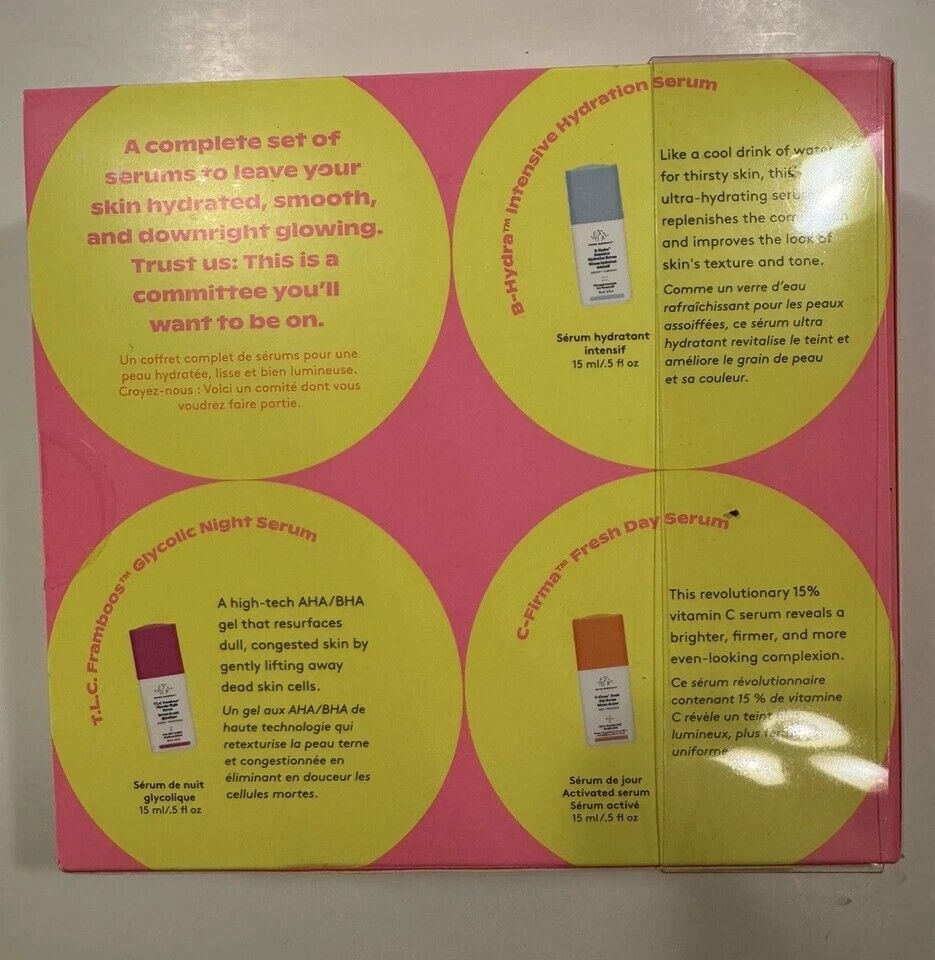 A complete set of
serums to leave your
skin hydrated, smooth,
and downright glowing.
Trust us: This is a
committee you'll
want to be on.
Un coffret complet de sérums pour une
peau hydratée, lisse et bien lumineuse.
Croyez-nous : Voici un comité dont vous
voudrez faire partie.
B-Hydra™ Intensive Hydration Serum
Sérum hydratant
intensif
15 ml/.5 fl oz
Like a cool drink of water
for thirsty skin, this
ultra-hydrating serum
replenishes the
and improves the look of
skin's texture and tone.
Comme un verre d'eau
rafraîchissant pour les peaux
assoiffées, ce sérum ultra
hydratant revitalise le teint et
améliore le grain de peau
et sa couleur.
T.L.C. Framboos™ Glycolic Night Serum
A high-tech AHA/BHA
gel that resurfaces
dull, congested skin by
gently lifting away
dead skin cells.
Un gel aux AHA/BHA de
haute technologie qui
retexturise la peau terne
et congestionnée en
éliminant en douceur les
cellules mortes.
Sérum de nuit
glycolique
15 ml/.5 fl oz
C-Firma™ Fresh Day Serum
Sérum de jour
Activated serum
Sérum activé
15 ml/.5 fl oz
This revolutionary 15%
vitamin C serum reveals a
brighter, firmer, and more
even-looking complexion.
Ce sérum révolutionnaire
contenant 15 % de vitamine
C révèle un teint
lumineux, plus
uniforme